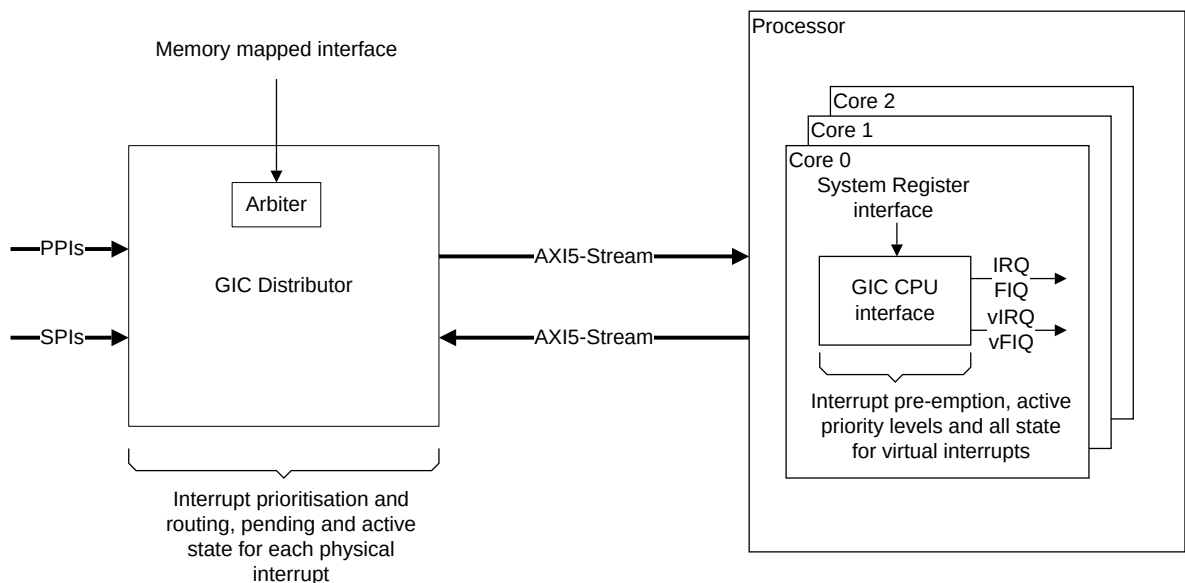 Processor
Memory mapped interface
Core 2
Core 1
Core 0
System Register
interface
Arbiter
PPIs
AXI5-Stream
GIC Distributor
GIC CPU
interface
IRQ
FIQ
vIRQ
vFIQ
SPIs
AXI5-Stream
Interrupt pre-emption, active
priority levels and all state
for virtual interrupts
Interrupt prioritisation and
routing, pending and active
state for each physical
interrupt